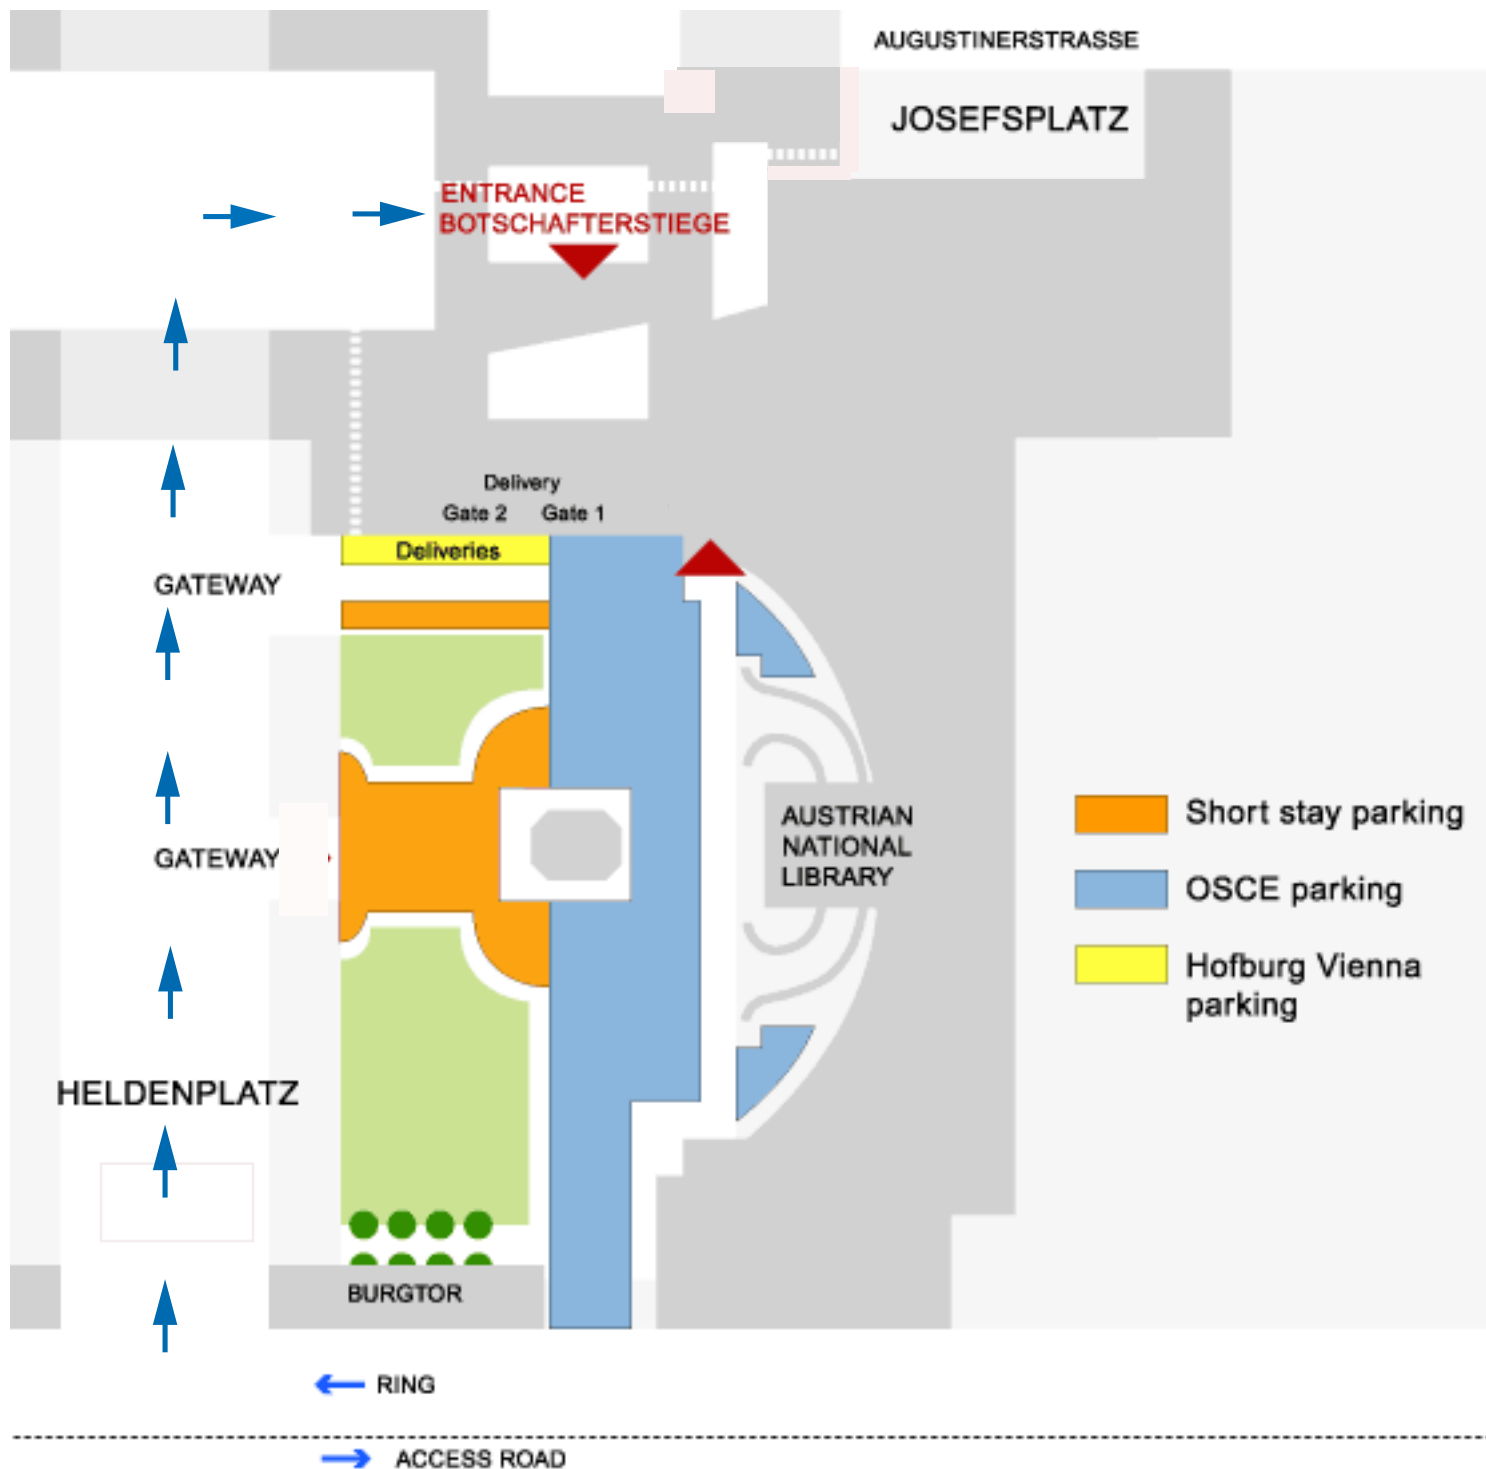 AUGUSTINERSTRASSE
JOSEFSPLATZ
ENTRANCE
BOTSCHAFTERSTIEGE
Delivery
Gate 2 Gate 1
Deliveries
GATEWAY
AUSTRIAN
NATIONAL
LIBRARY
GATEWAY
Short stay parking
OSCE parking
Hofburg Vienna
parking
HELDENPLATZ
BURGTOR
RING
ACCESS ROAD